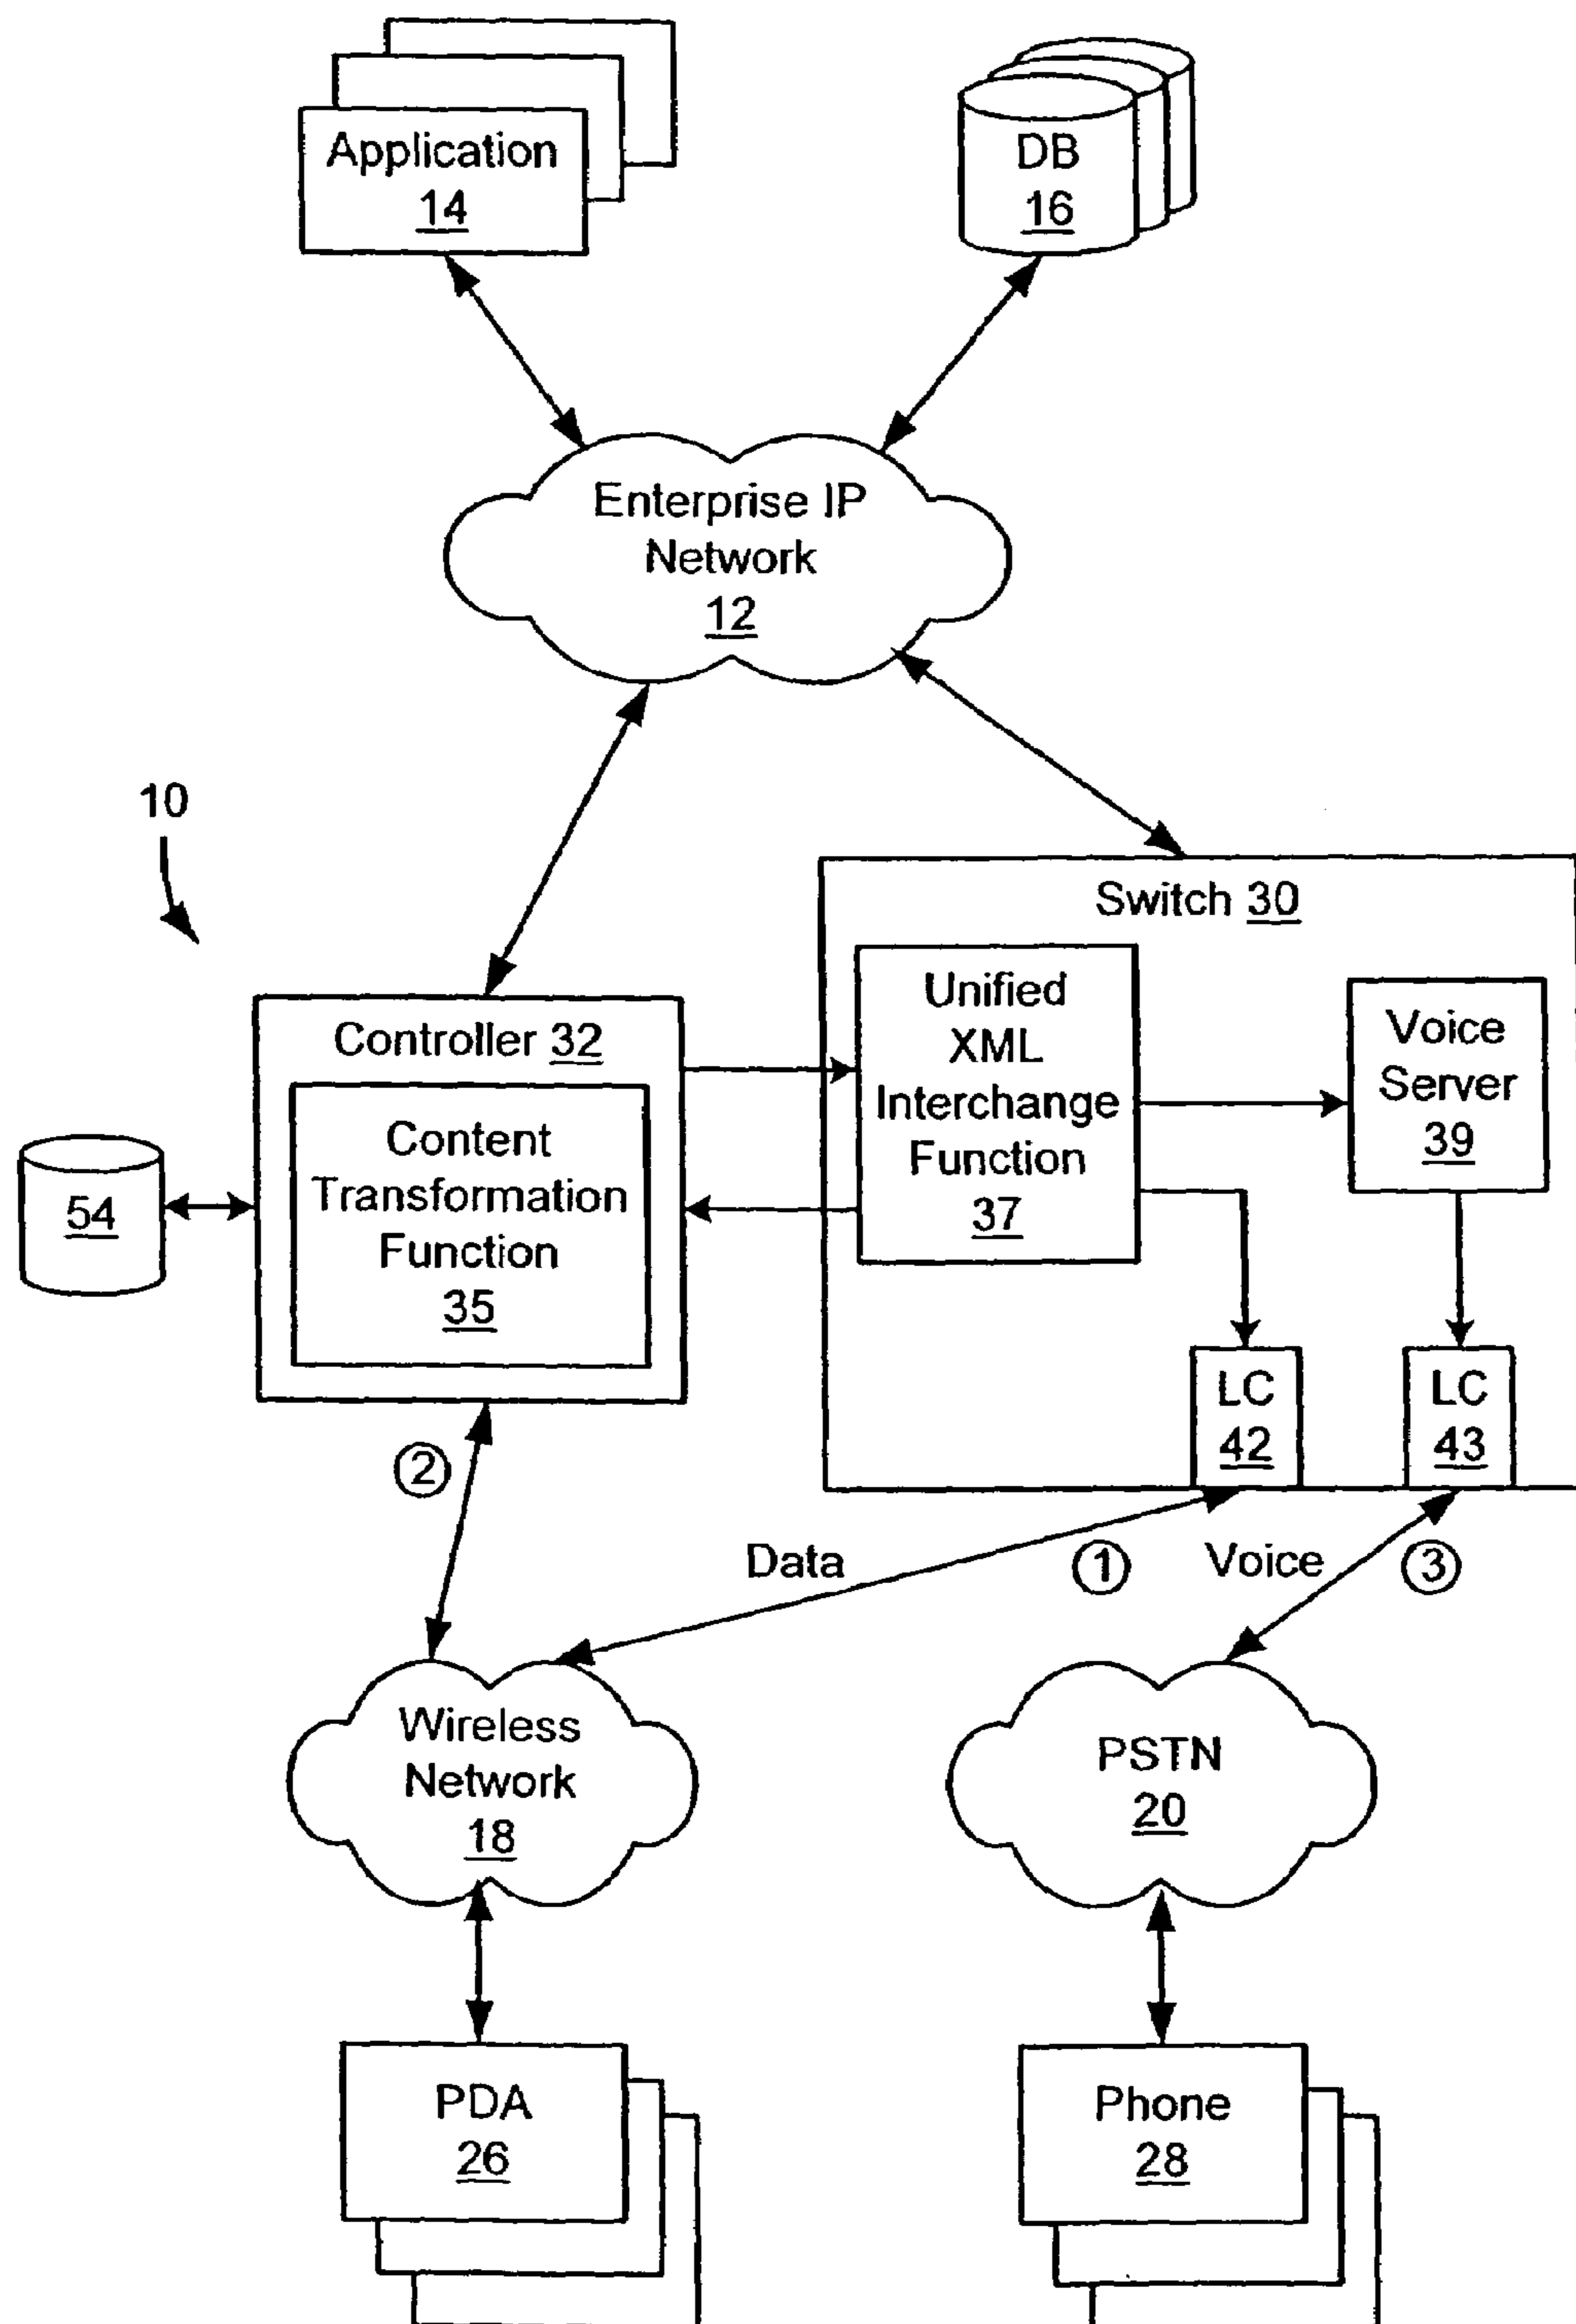 Application
14
DB
16
Enterprise IP
Network
12
10
Switch 30
Unified
XML
Interchange
Function
37
Voice
Server
39
Controller 32
Content
Transformation
Function
35
54
LC
42
LC
43
2
Data
1
Voice
3
Wireless
Network
18
PSTN
20
PDA
26
Phone
28